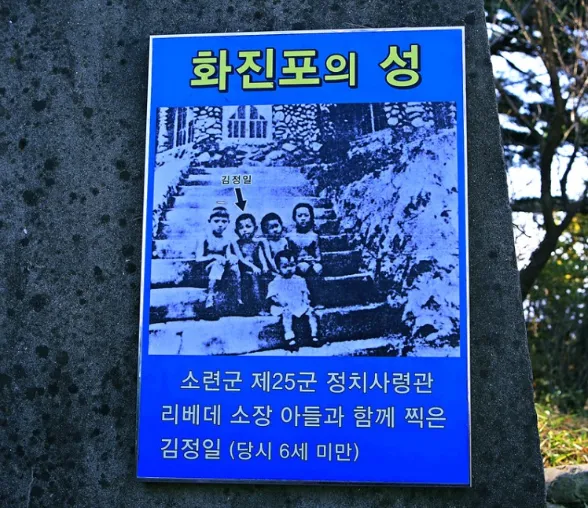 화진포의 성
김정일
소련군 제25군 정치사령관
리베데 소장 아들과 함께 찍은
김정일 (당시 6세 미만)